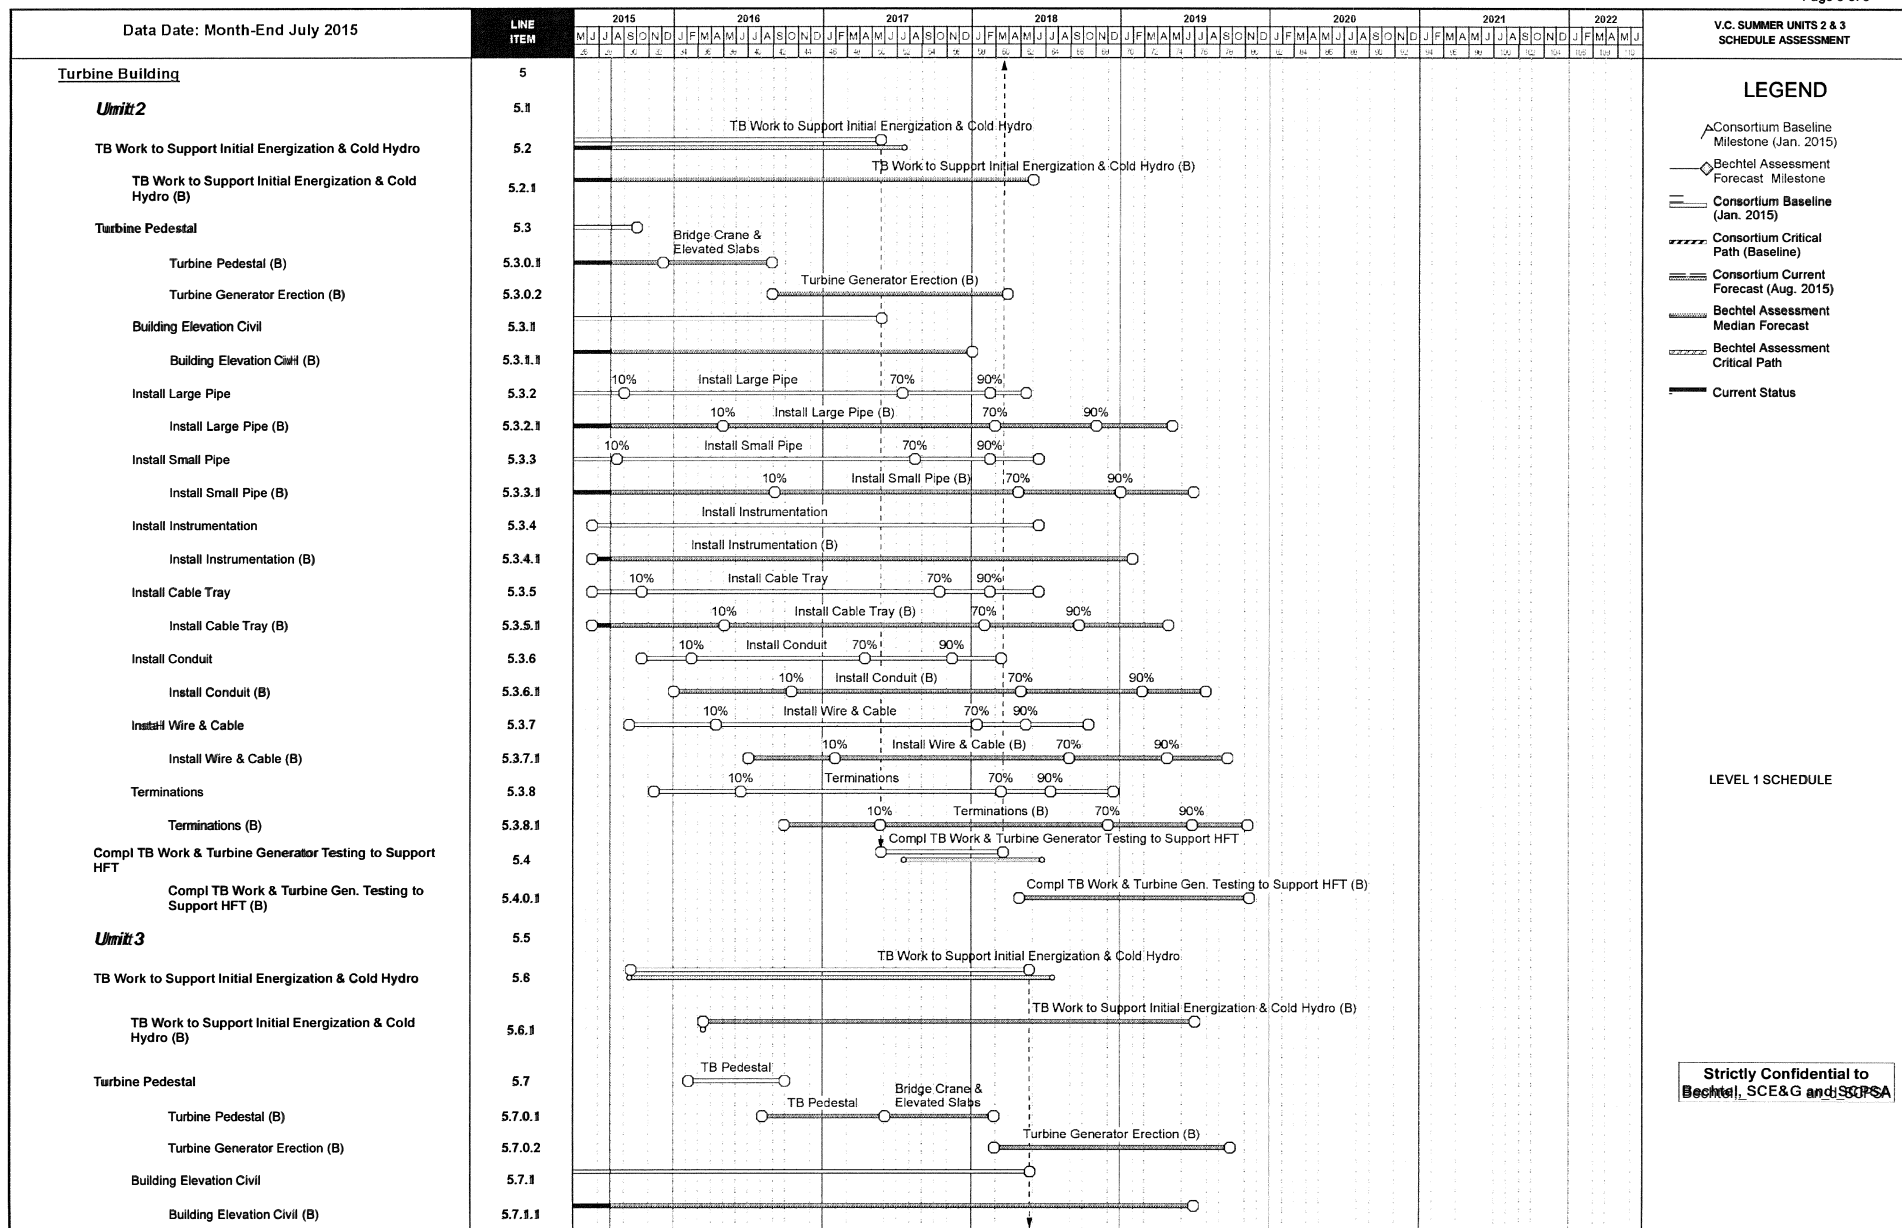 Data Date: Month-End July 2015
LINE
ITEM
2015 2016 2017 2018 2019 2020 2021 2022
M J J A S O N D J F M A M J J A S O N D J F M A M J J A S O N D J F M A M J J A S O N D J F M A M J J A S O N D J F M A M J J A S O N D J F M A M J J A S O N D J F M A M J
V.C. SUMMER UNITS 2 & 3
SCHEDULE ASSESSMENT
Turbine Building 5
Unit 2 5.1
TB Work to Support Initial Energization & Cold Hydro
TB Work to Support Initial Energization & Cold Hydro 5.2
TB Work to Support Initial Energization & Cold Hydro (B)
TB Work to Support Initial Energization & Cold
Hydro (B) 5.2.1
Turbine Pedestal 5.3
Bridge Crane &
Elevated Slabs
Turbine Pedestal (B) 5.3.0.1
Turbine Generator Erection (B)
Turbine Generator Erection (B) 5.3.0.2
Building Elevation Civil 5.3.1
Building Elevation Civil (B) 5.3.1.1
10% Install Large Pipe 70% 90%
Install Large Pipe 5.3.2
10% Install Large Pipe (B) 70% 90%
Install Large Pipe (B) 5.3.2.1
10% Install Small Pipe 70% 90%
Install Small Pipe 5.3.3
10% Install Small Pipe (B) 70% 90%
Install Small Pipe (B) 5.3.3.1
Install Instrumentation
Install Instrumentation 5.3.4
Install Instrumentation (B)
Install Instrumentation (B) 5.3.4.1
10% Install Cable Tray 70% 90%
Install Cable Tray 5.3.5
10% Install Cable Tray (B) 70% 90%
Install Cable Tray (B) 5.3.5.1
10% Install Conduit 70% 90%
Install Conduit 5.3.6
10% Install Conduit (B) 70% 90%
Install Conduit (B) 5.3.6.1
10% Install Wire & Cable 70% 90%
Install Wire & Cable 5.3.7
10% Install Wire & Cable (B) 70% 90%
Install Wire & Cable (B) 5.3.7.1
10% Terminations 70% 90%
Terminations 5.3.8
10% Terminations (B) 70% 90%
Terminations (B) 5.3.8.1
Compl TB Work & Turbine Generator Testing to Support HFT
Compl TB Work & Turbine Generator Testing to Support
HFT 5.4
Compl TB Work & Turbine Gen. Testing to Support HFT (B)
Compl TB Work & Turbine Gen. Testing to
Support HFT (B) 5.4.0.1
Unit 3 5.5
TB Work to Support Initial Energization & Cold Hydro
TB Work to Support Initial Energization & Cold Hydro 5.6
TB Work to Support Initial Energization & Cold Hydro (B)
TB Work to Support Initial Energization & Cold
Hydro (B) 5.6.1
TB Pedestal
Turbine Pedestal 5.7
TB Pedestal
Bridge Crane &
Elevated Slabs
Turbine Pedestal (B) 5.7.0.1
Turbine Generator Erection (B)
Turbine Generator Erection (B) 5.7.0.2
Building Elevation Civil 5.7.1
Building Elevation Civil (B) 5.7.1.1
LEGEND
Consortium Baseline
Milestone (Jan. 2015)
Bechtel Assessment
Forecast Milestone
Consortium Baseline
(Jan. 2015)
Consortium Critical
Path (Baseline)
Consortium Current
Forecast (Aug. 2015)
Bechtel Assessment
Median Forecast
Bechtel Assessment
Critical Path
Current Status
LEVEL 1 SCHEDULE
Strictly Confidential to
Bechtel, SCE&G and SCPSA